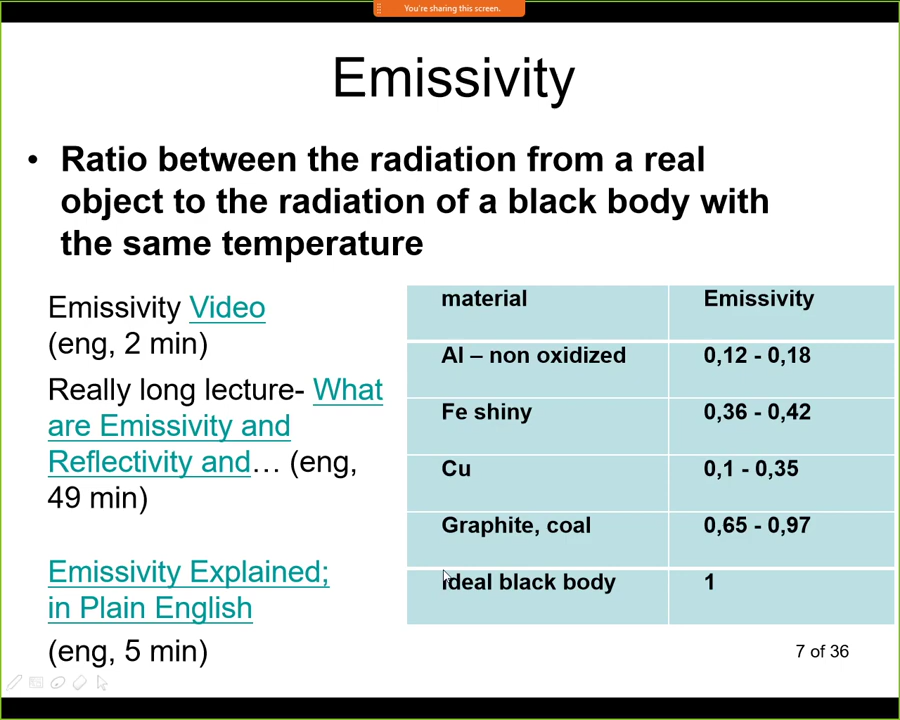 You're sharing this screen.
Emissivity
• Ratio between the radiation from a real
object to the radiation of a black body with
the same temperature
Emissivity Video
(eng, 2 min)
Really long lecture- What
are Emissivity and
Reflectivity and… (eng,
49 min)
Emissivity Explained;
in Plain English
(eng, 5 min)
material Emissivity
Al – non oxidized 0,12 - 0,18
Fe shiny 0,36 - 0,42
Cu 0,1 - 0,35
Graphite, coal 0,65 - 0,97
Ideal black body 1
7 of 36